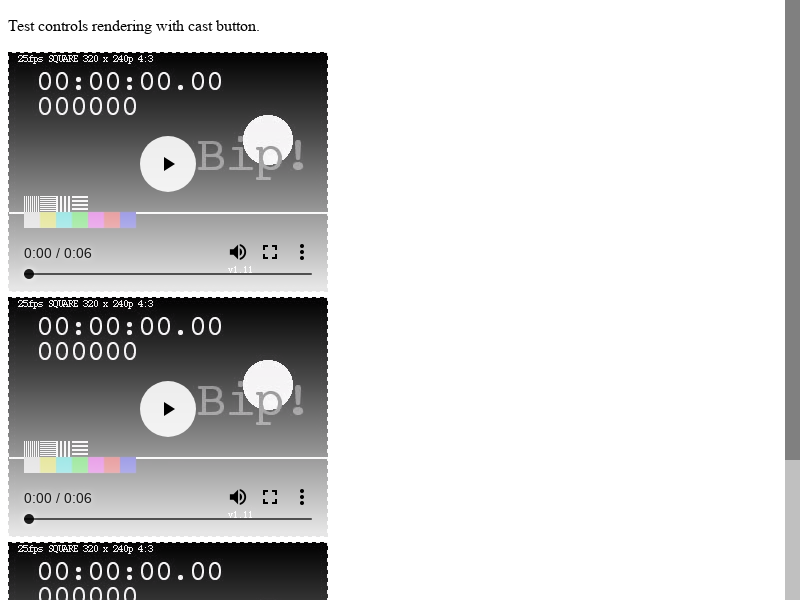 Test controls rendering with cast button.
25fps SQUARE 320 x 240p 4:3
00:00:00.00
000000
Bip!
0:00 / 0:06
v1.11
25fps SQUARE 320 x 240p 4:3
00:00:00.00
000000
Bip!
0:00 / 0:06
v1.11
25fps SQUARE 320 x 240p 4:3
00:00:00.00
000000